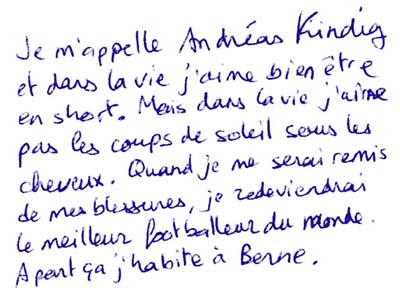 Je m'appelle Andréas Kindig
et dans la vie j'aime bien être
en short. Mais dans la vie j'aime
pas les coups de soleil sous les
cheveux. Quand je me serai remis
de mes blessures, je redeviendrai
le meilleur footballeur du monde.
A part ça j'habite à Berne.